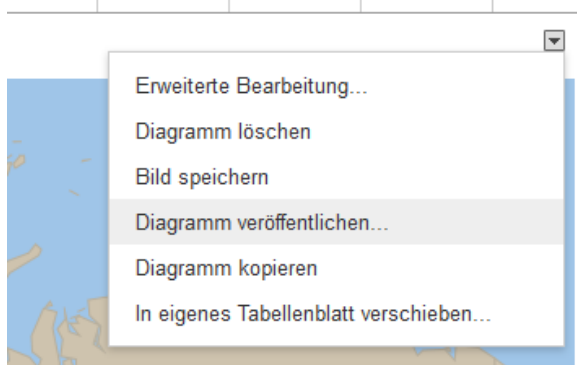 Erweiterte Bearbeitung...
Diagramm löschen
Bild speichern
Diagramm veröffentlichen...
Diagramm kopieren
In eigenes Tabellenblatt verschieben...